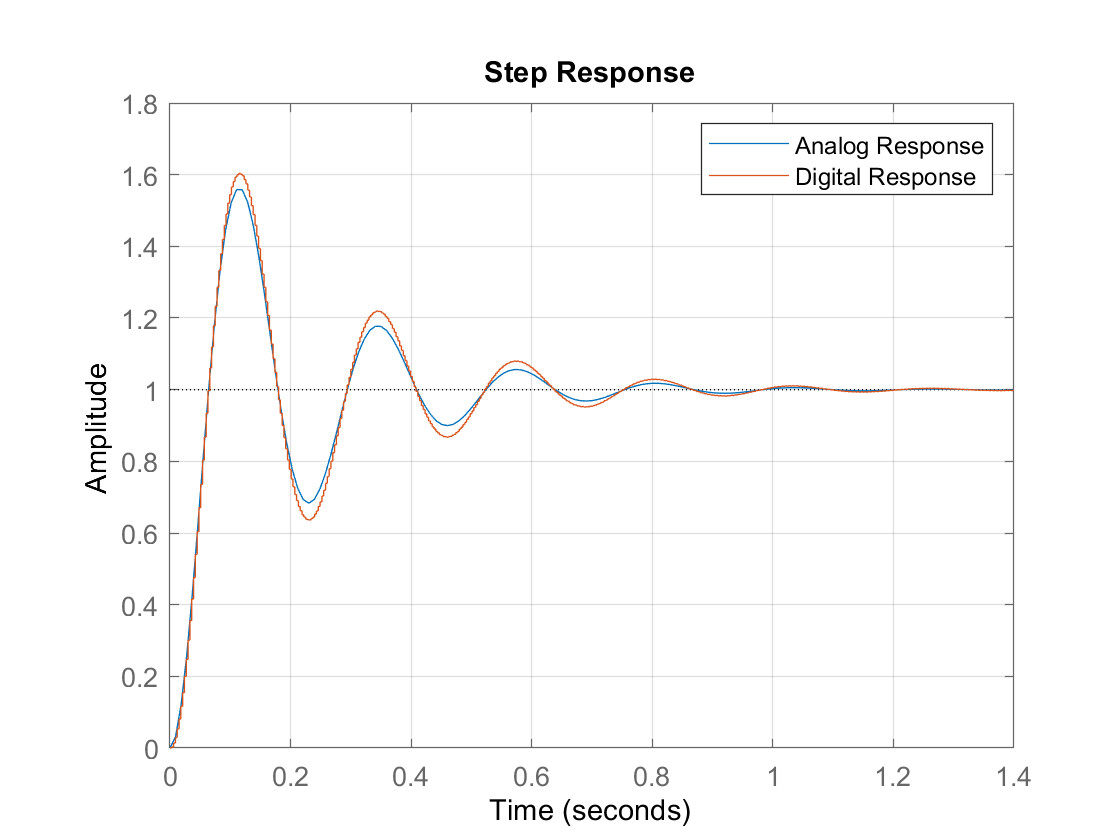 Step Response
Analog Response
Digital Response
Amplitude
1.8
1.6
1.4
1.2
1
0.8
0.6
0.4
0.2
0
0 0.2 0.4 0.6 0.8 1 1.2 1.4
Time (seconds)